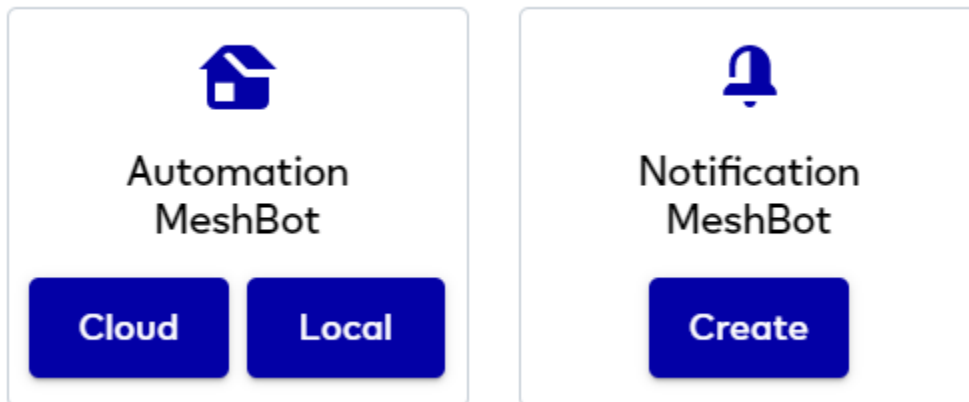 Automation
MeshBot
Cloud
Local
Notification
MeshBot
Create